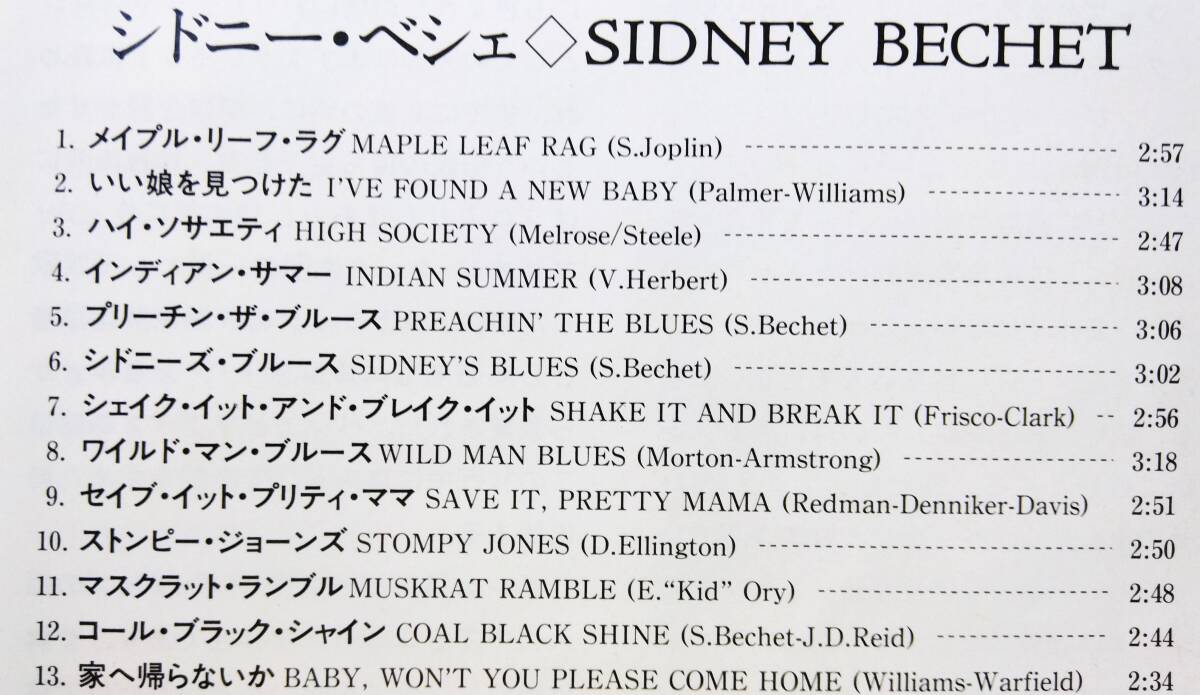 シドニー・ベシェ◇SIDNEY BECHET
1. メイプル・リーフ・ラグ MAPLE LEAF RAG (S.Joplin) 2:57
2. いい娘を見つけた I'VE FOUND A NEW BABY (Palmer-Williams) 3:14
3. ハイ・ソサエティ HIGH SOCIETY (Melrose/Steele) 2:47
4. インディアン・サマー INDIAN SUMMER (V.Herbert) 3:08
5. プリーチン・ザ・ブルース PREACHIN' THE BLUES (S.Bechet) 3:06
6. シドニーズ・ブルース SIDNEY'S BLUES (S.Bechet) 3:02
7. シェイク・イット・アンド・ブレイク・イット SHAKE IT AND BREAK IT (Frisco-Clark) 2:56
8. ワイルド・マン・ブルース WILD MAN BLUES (Morton-Armstrong) 3:18
9. セイブ・イット・プリティ・ママ SAVE IT, PRETTY MAMA (Redman-Denniker-Davis) 2:51
10. ストンピー・ジョーンズ STOMPY JONES (D.Ellington) 2:50
11. マスクラット・ランブル MUSKRAT RAMBLE (E.“Kid” Ory) 2:48
12. コール・ブラック・シャイン COAL BLACK SHINE (S.Bechet-J.D.Reid) 2:44
13. 家へ帰らないか BABY, WON'T YOU PLEASE COME HOME (Williams-Warfield) 2:34